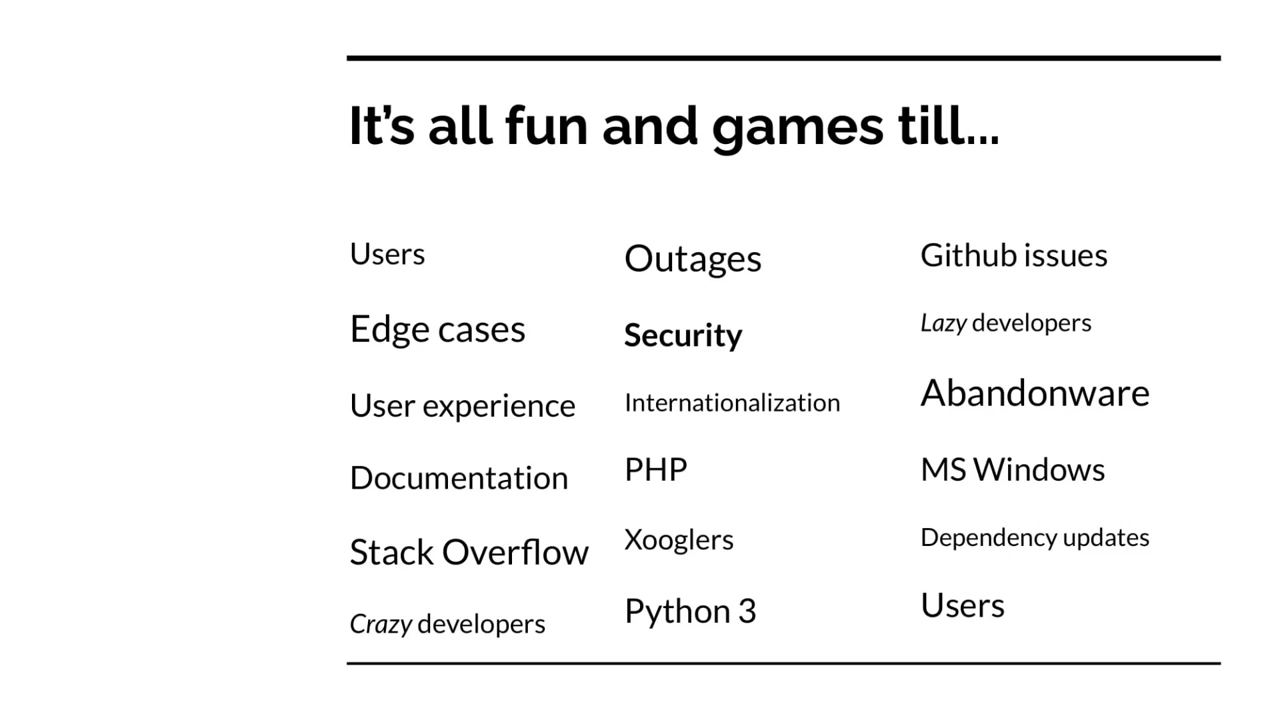 It’s all fun and games till...
Users
Edge cases
User experience
Documentation
Stack Overflow
Crazy developers
Outages
Security
Internationalization
PHP
Xooglers
Python 3
Github issues
Lazy developers
Abandonware
MS Windows
Dependency updates
Users